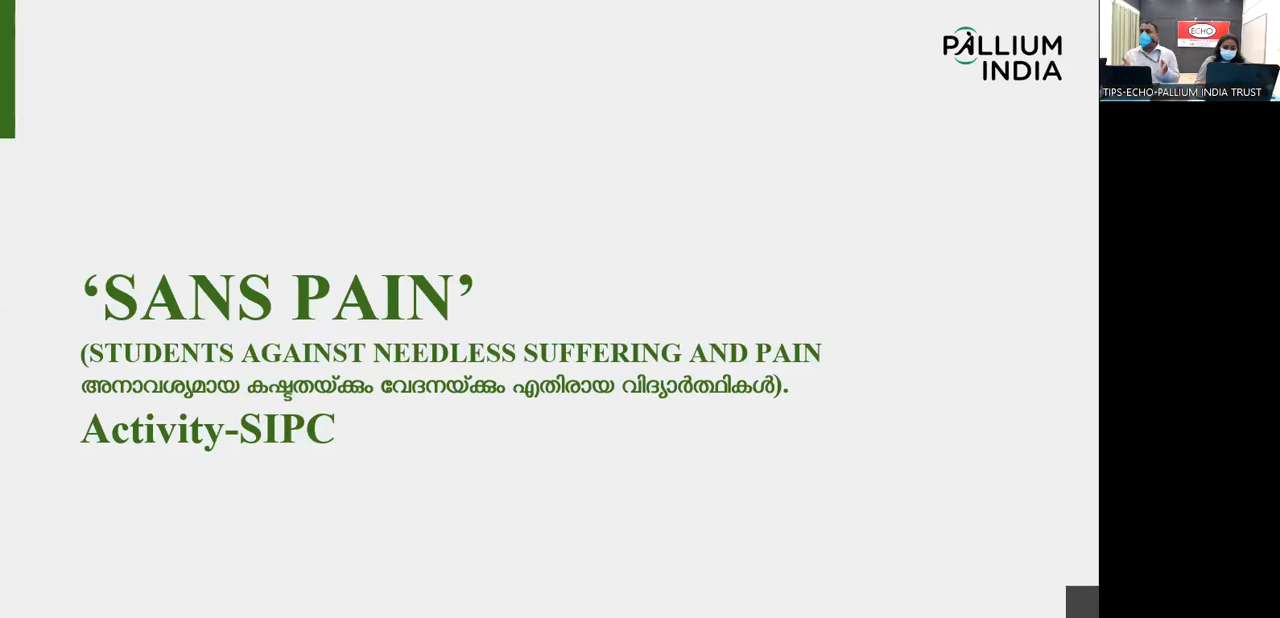 PALLIUM
INDIA
ECHO
TIPS-ECHO-PALLIUM INDIA TRUST
‘SANS PAIN’
(STUDENTS AGAINST NEEDLESS SUFFERING AND PAIN
അനാവശ്യമായ കഷ്ടതയ്ക്കും വേദനയ്ക്കും എതിരായ വിദ്യാർത്ഥികൾ).
Activity-SIPC